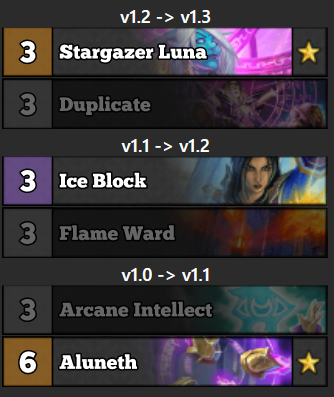 v1.2 -> v1.3
3 Stargazer Luna
3 Duplicate
v1.1 -> v1.2
3 Ice Block
3 Flame Ward
v1.0 -> v1.1
3 Arcane Intellect
6 Aluneth